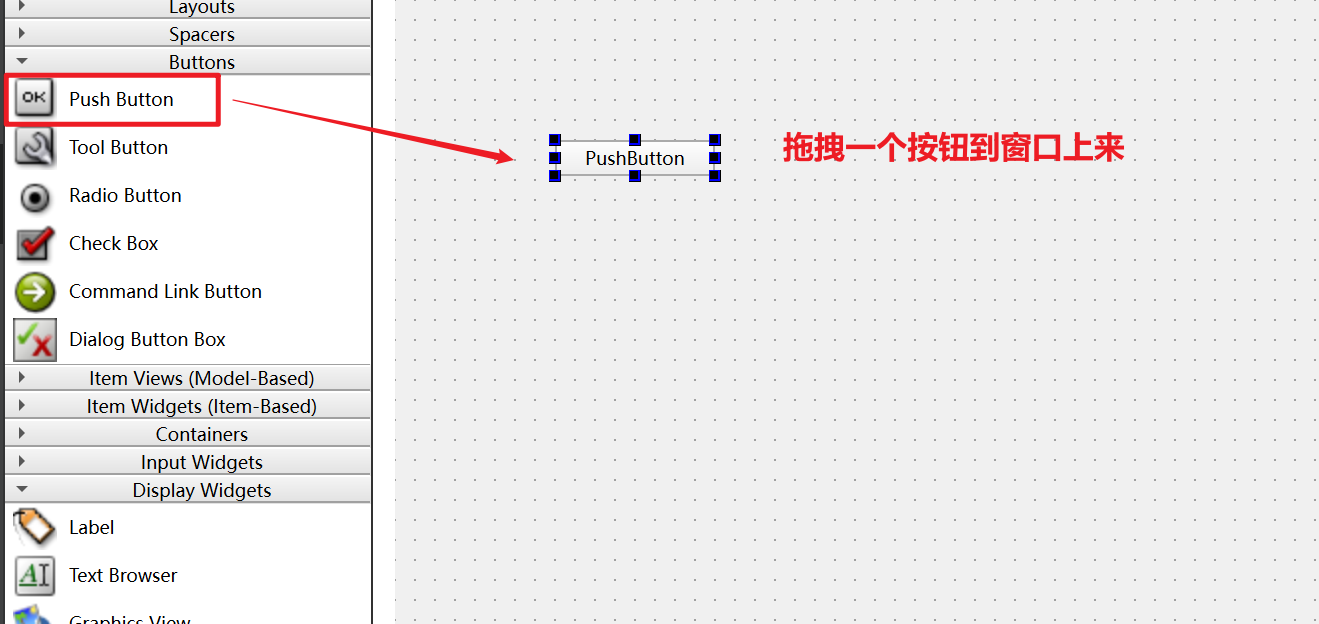 Layouts
Spacers
Buttons
OK Push Button
Tool Button
Radio Button
Check Box
Command Link Button
Dialog Button Box
Item Views (Model-Based)
Item Widgets (Item-Based)
Containers
Input Widgets
Display Widgets
Label
AI Text Browser
Graphics View
PushButton
拖拽一个按钮到窗口上来